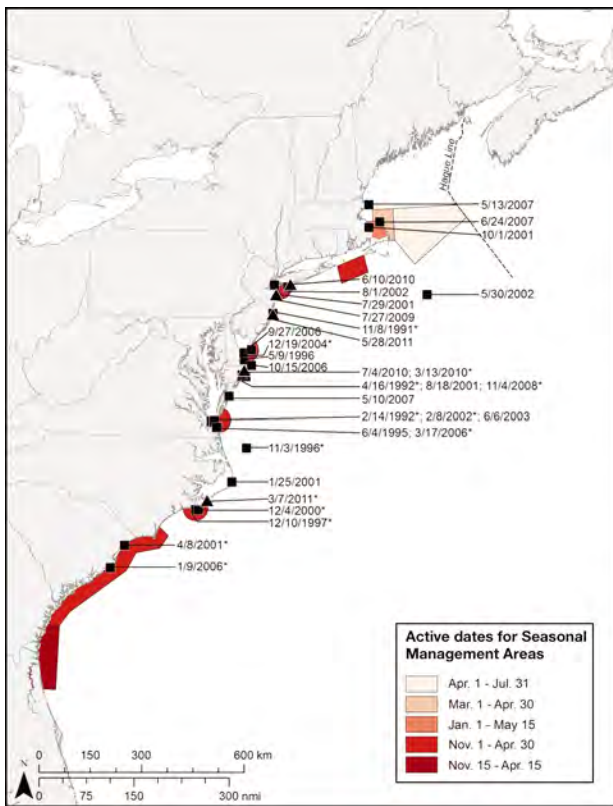 Hague Line
5/13/2007
6/24/2007
10/1/2001
6/10/2010
8/1/2002
5/30/2002
7/29/2001
7/27/2009
11/8/1991*
5/28/2011
9/27/2006
12/19/2004*
5/9/1996
10/15/2006
7/4/2010; 3/13/2010*
4/16/1992*; 8/18/2001; 11/4/2008*
5/10/2007
2/14/1992*; 2/8/2002*; 6/6/2003
6/4/1995; 3/17/2006*
11/3/1996*
1/25/2001
3/7/2011*
12/4/2000*
12/10/1997*
4/8/2001*
1/9/2006*
Active dates for Seasonal
Management Areas
Apr. 1 - Jul. 31
Mar. 1 - Apr. 30
Jan. 1 - May 15
Nov. 1 - Apr. 30
Nov. 15 - Apr. 15
N
0 150 300 600 km
0 75 150 300 nmi